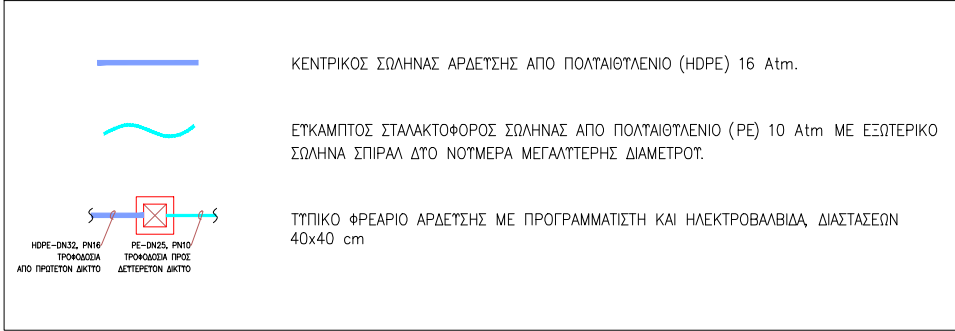 ΚΕΝΤΡΙΚΟΣ ΣΩΛΗΝΑΣ ΑΡΔΕΥΣΗΣ ΑΠΟ ΠΟΛΥΑΙΘΥΛΕΝΙΟ (HDPE) 16 Atm.
ΕΥΚΑΜΠΤΟΣ ΣΤΑΛΑΚΤΟΦΟΡΟΣ ΣΩΛΗΝΑΣ ΑΠΟ ΠΟΛΥΑΙΘΥΛΕΝΙΟ (PE) 10 Atm ΜΕ ΕΞΩΤΕΡΙΚΟ
ΣΩΛΗΝΑ ΣΠΙΡΑΛ ΔΥΟ ΝΟΥΜΕΡΑ ΜΕΓΑΛΥΤΕΡΗΣ ΔΙΑΜΕΤΡΟΥ.
ΤΥΠΙΚΟ ΦΡΕΑΡΙΟ ΑΡΔΕΥΣΗΣ ΜΕ ΠΡΟΓΡΑΜΜΑΤΙΣΤΗ ΚΑΙ ΗΛΕΚΤΡΟΒΑΛΒΙΔΑ, ΔΙΑΣΤΑΣΕΩΝ
40x40 cm
HDPE-DN32, PN16
ΤΡΟΦΟΔΟΣΙΑ
ΑΠΟ ΠΡΩΤΕΥΟΝ ΔΙΚΤΥΟ
PE-DN25, PN10
ΤΡΟΦΟΔΟΣΙΑ ΠΡΟΣ
ΔΕΥΤΕΡΕΥΟΝ ΔΙΚΤΥΟ